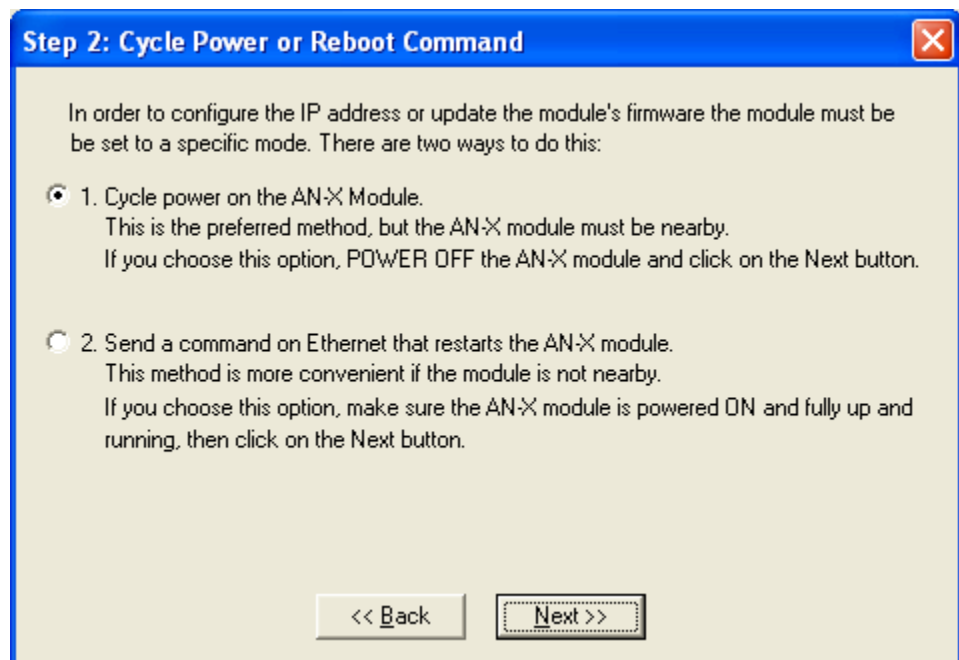 Step 2: Cycle Power or Reboot Command
In order to configure the IP address or update the module's firmware the module must be
be set to a specific mode. There are two ways to do this:
1. Cycle power on the AN-X Module.
This is the preferred method, but the AN-X module must be nearby.
If you choose this option, POWER OFF the AN-X module and click on the Next button.
2. Send a command on Ethernet that restarts the AN-X module.
This method is more convenient if the module is not nearby.
If you choose this option, make sure the AN-X module is powered ON and fully up and
running, then click on the Next button.
<< Back
Next >>